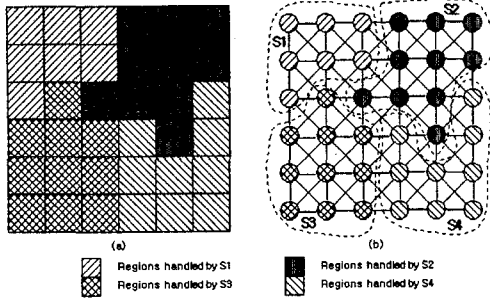 S1
S2
S3
S4
(a)
(b)
Regions handled by S1
Regions handled by S2
Regions handled by S3
Regions handled by S4